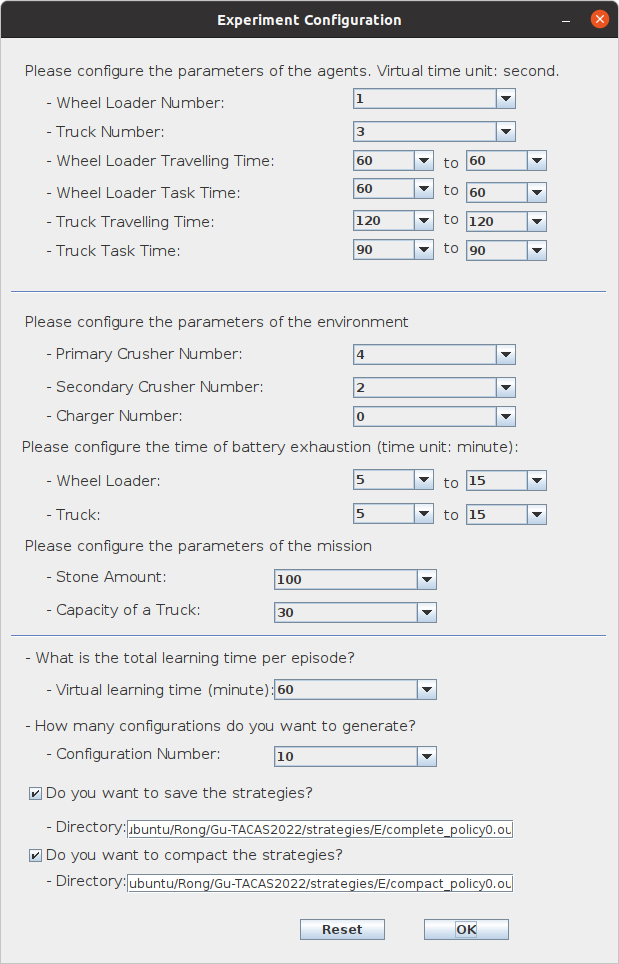 Experiment Configuration
Please configure the parameters of the agents. Virtual time unit: second.
- Wheel Loader Number: 1
- Truck Number: 3
- Wheel Loader Travelling Time: 60 to 60
- Wheel Loader Task Time: 60 to 60
- Truck Travelling Time: 120 to 120
- Truck Task Time: 90 to 90
Please configure the parameters of the environment
- Primary Crusher Number: 4
- Secondary Crusher Number: 2
- Charger Number: 0
Please configure the time of battery exhaustion (time unit: minute):
- Wheel Loader: 5 to 15
- Truck: 5 to 15
Please configure the parameters of the mission
- Stone Amount: 100
- Capacity of a Truck: 30
- What is the total learning time per episode?
- Virtual learning time (minute): 60
- How many configurations do you want to generate?
- Configuration Number: 10
Do you want to save the strategies?
- Directory: ubuntu/Rong/Gu-TACAS2022/strategies/E/complete_policy0.ou
Do you want to compact the strategies?
- Directory: ubuntu/Rong/Gu-TACAS2022/strategies/E/compact_policy0.ou
Reset OK